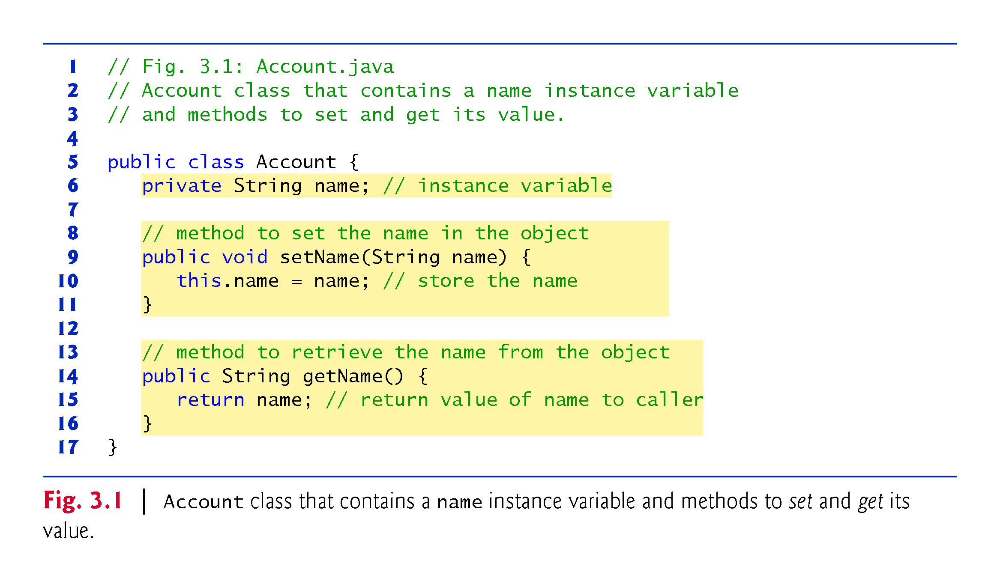 1 // Fig. 3.1: Account.java
2 // Account class that contains a name instance variable
3 // and methods to set and get its value.
4
5 public class Account {
6    private String name; // instance variable
7
8    // method to set the name in the object
9    public void setName(String name) {
10       this.name = name; // store the name
11    }
12
13    // method to retrieve the name from the object
14    public String getName() {
15       return name; // return value of name to caller
16    }
17 }
Fig. 3.1 | Account class that contains a name instance variable and methods to set and get its
value.